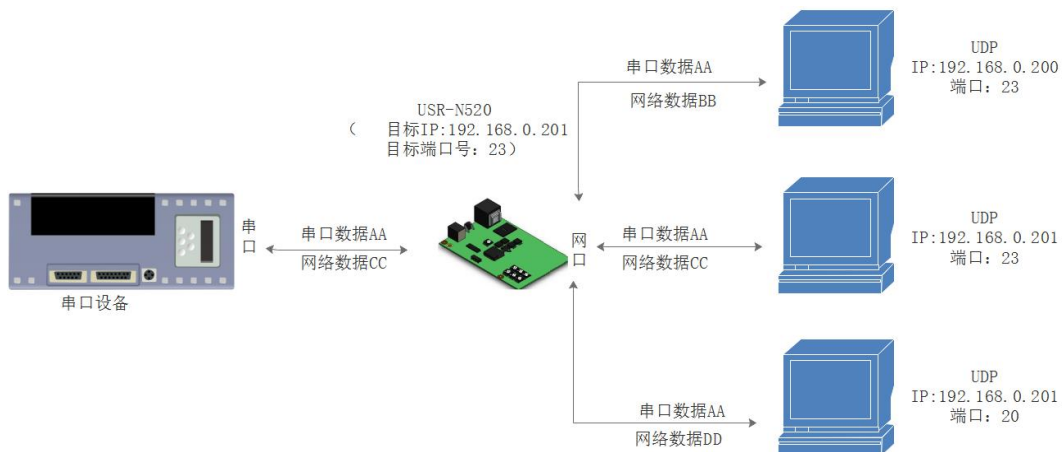 串口数据AA
网络数据BB
UDP
IP:192.168.0.200
端口: 23
USR-N520
( 目标IP:192.168.0.201
目标端口号: 23)
串口设备
串口
串口数据AA
网络数据CC
网口
串口数据AA
网络数据CC
UDP
IP:192.168.0.201
端口: 23
串口数据AA
网络数据DD
UDP
IP:192.168.0.201
端口: 20